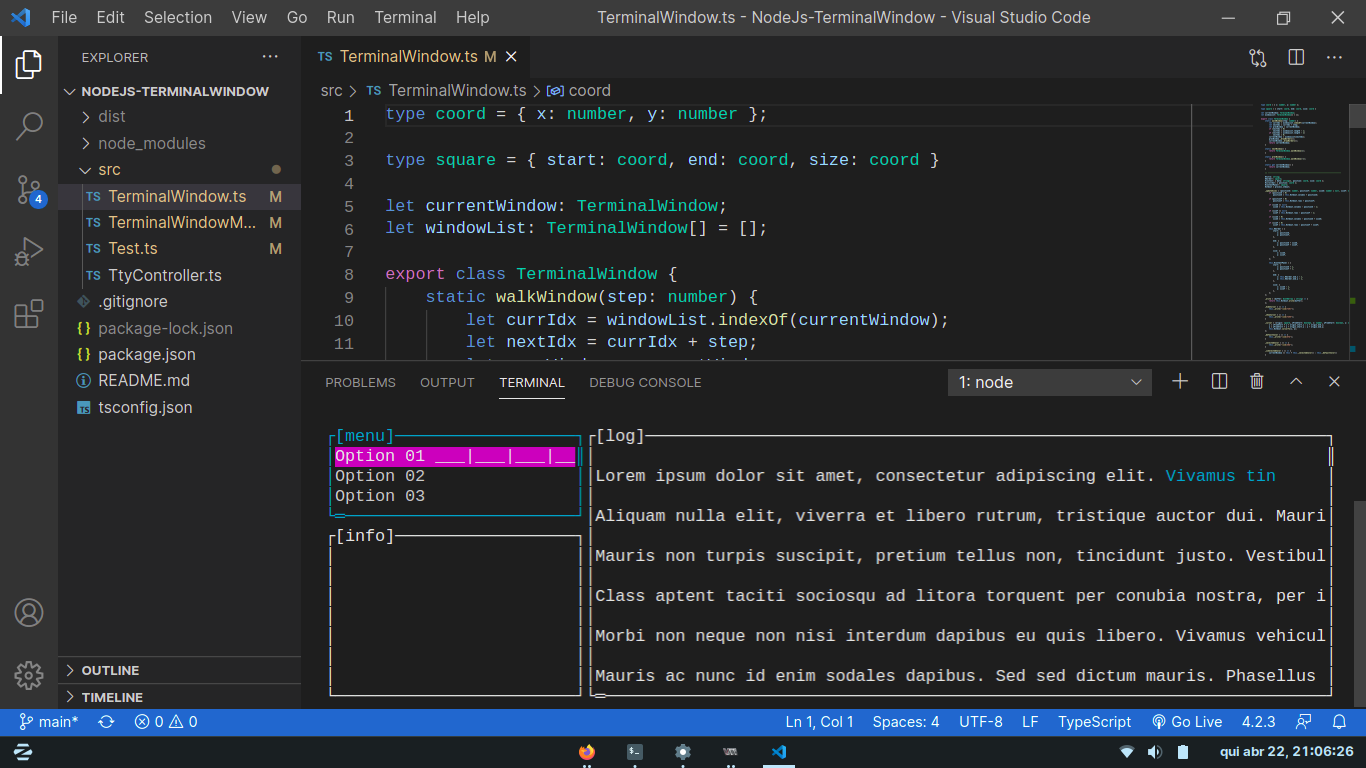 File Edit Selection View Go Run Terminal Help TerminalWindow.ts - NodeJs-TerminalWindow - Visual Studio Code
EXPLORER ...
NODEJS-TERMINALWINDOW
dist
node_modules
src
TS TerminalWindow.ts M
TS TerminalWindowM... M
TS Test.ts M
TS TtyController.ts
.gitignore
{} package-lock.json
{} package.json
README.md
TS tsconfig.json
OUTLINE
TIMELINE
4
TS TerminalWindow.ts M
src > TS TerminalWindow.ts > coord
1 type coord = { x: number, y: number };
2
3 type square = { start: coord, end: coord, size: coord }
4
5 let currentWindow: TerminalWindow;
6 let windowList: TerminalWindow[] = [];
7
8 export class TerminalWindow {
9 static walkWindow(step: number) {
10 let currIdx = windowList.indexOf(currentWindow);
11 let nextIdx = currIdx + step;
PROBLEMS OUTPUT TERMINAL DEBUG CONSOLE 1: node
[menu]
Option 01 ___|___|___|__
Option 02
Option 03
[info]
[log]
Lorem ipsum dolor sit amet, consectetur adipiscing elit. Vivamus tin
Aliquam nulla elit, viverra et libero rutrum, tristique auctor dui. Mauri
Mauris non turpis suscipit, pretium tellus non, tincidunt justo. Vestibul
Class aptent taciti sociosqu ad litora torquent per conubia nostra, per i
Morbi non neque non nisi interdum dapibus eu quis libero. Vivamus vehicul
Mauris ac nunc id enim sodales dapibus. Sed sed dictum mauris. Phasellus
main* 0 0 Ln 1, Col 1 Spaces: 4 UTF-8 LF TypeScript Go Live 4.2.3
qui abr 22, 21:06:26